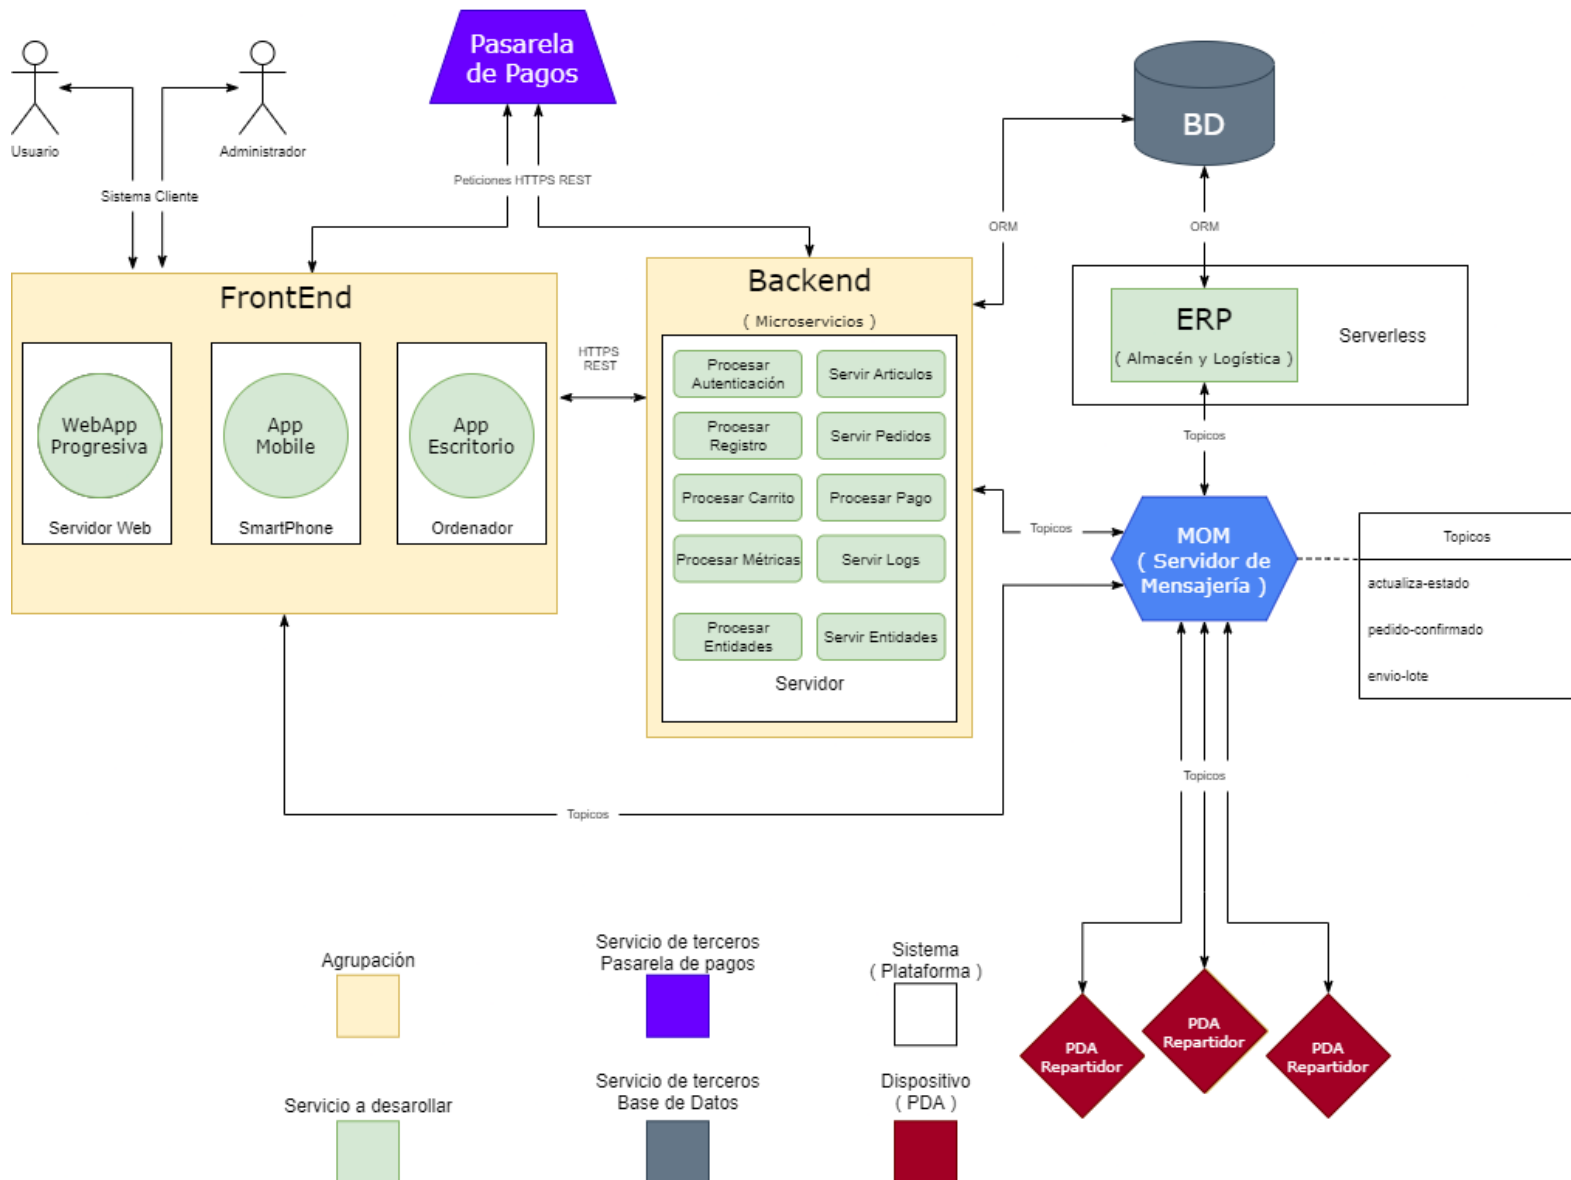 Pasarela
de Pagos
Usuario
Administrador
Sistema Cliente
Peticiones HTTPS REST
BD
ORM
ORM
FrontEnd
WebApp
Progresiva
Servidor Web
App
Mobile
SmartPhone
App
Escritorio
Ordenador
HTTPS
REST
Backend
( Microservicios )
Procesar
Autenticación
Servir Articulos
Procesar
Registro
Servir Pedidos
Procesar Carrito
Procesar Pago
Procesar Métricas
Servir Logs
Procesar
Entidades
Servir Entidades
Servidor
ERP
( Almacén y Logística )
Serverless
Topicos
Topicos
MOM
( Servidor de
Mensajería )
Topicos
actualiza-estado
pedido-confirmado
envio-lote
Topicos
Topicos
PDA
Repartidor
PDA
Repartidor
PDA
Repartidor
Agrupación
Servicio de terceros
Pasarela de pagos
Sistema
( Plataforma )
Servicio a desarollar
Servicio de terceros
Base de Datos
Dispositivo
( PDA )